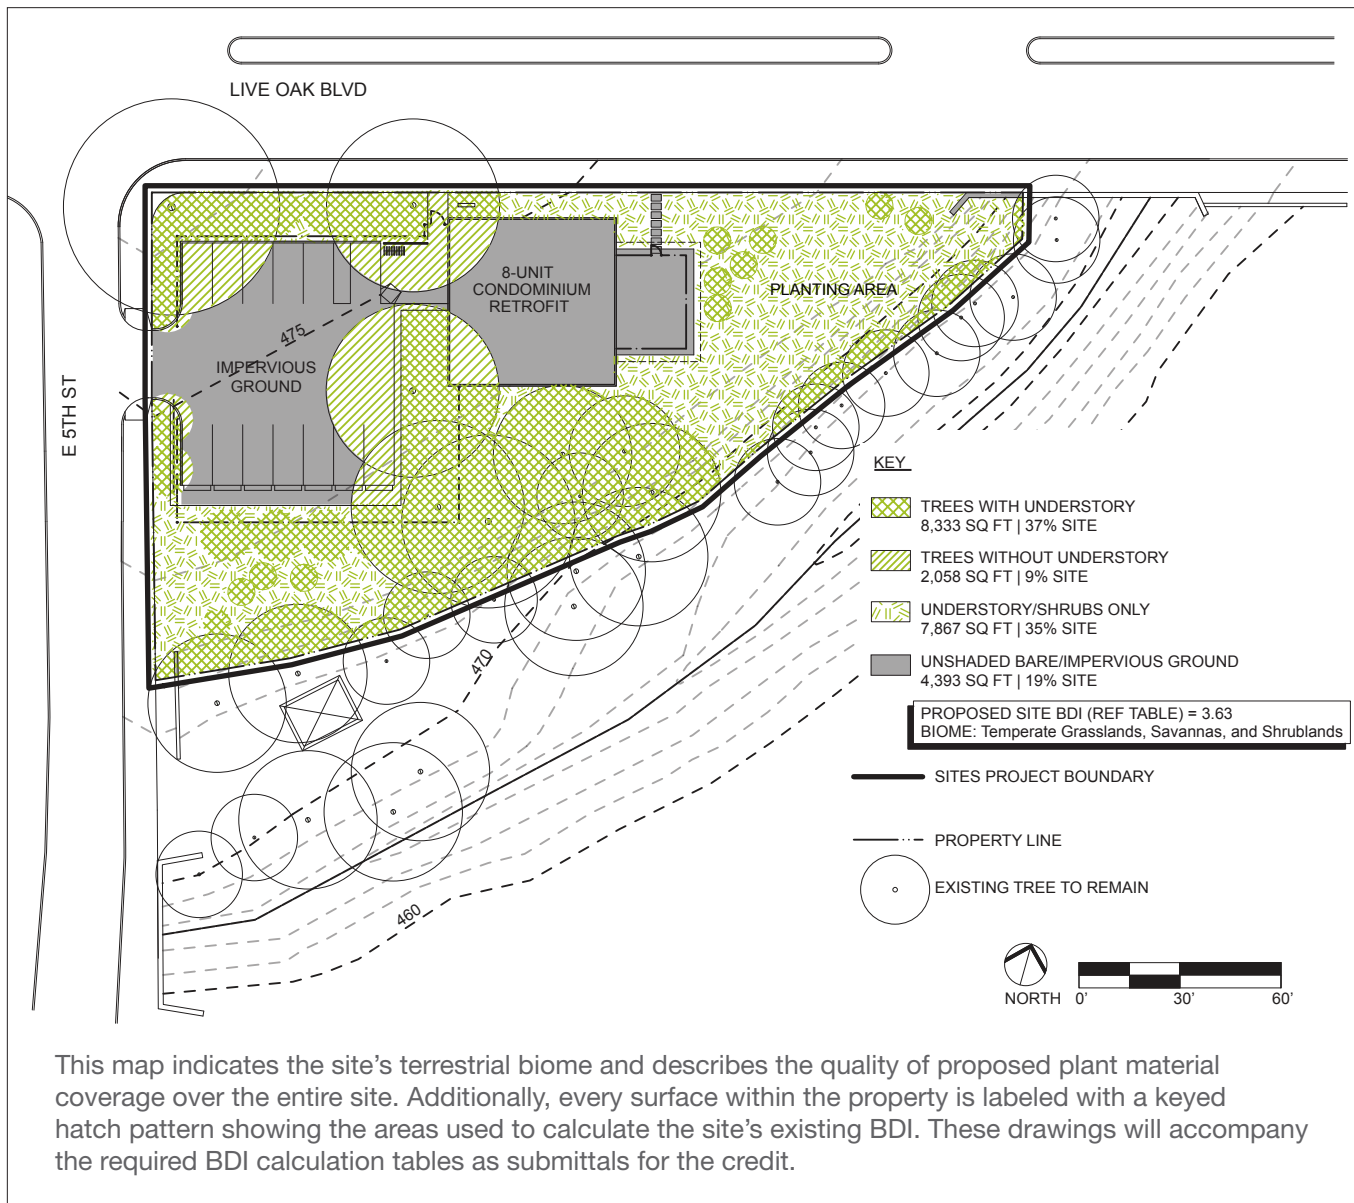 LIVE OAK BLVD
E 5TH ST
475
IMPERVIOUS
GROUND
8-UNIT
CONDOMINIUM
RETROFIT
PLANTING AREA
470
460
KEY
TREES WITH UNDERSTORY
8,333 SQ FT | 37% SITE
TREES WITHOUT UNDERSTORY
2,058 SQ FT | 9% SITE
UNDERSTORY/SHRUBS ONLY
7,867 SQ FT | 35% SITE
UNSHADED BARE/IMPERVIOUS GROUND
4,393 SQ FT | 19% SITE
PROPOSED SITE BDI (REF TABLE) = 3.63
BIOME: Temperate Grasslands, Savannas, and Shrublands
SITES PROJECT BOUNDARY
PROPERTY LINE
EXISTING TREE TO REMAIN
NORTH 0' 30' 60'
This map indicates the site’s terrestrial biome and describes the quality of proposed plant material
coverage over the entire site. Additionally, every surface within the property is labeled with a keyed
hatch pattern showing the areas used to calculate the site’s existing BDI. These drawings will accompany
the required BDI calculation tables as submittals for the credit.